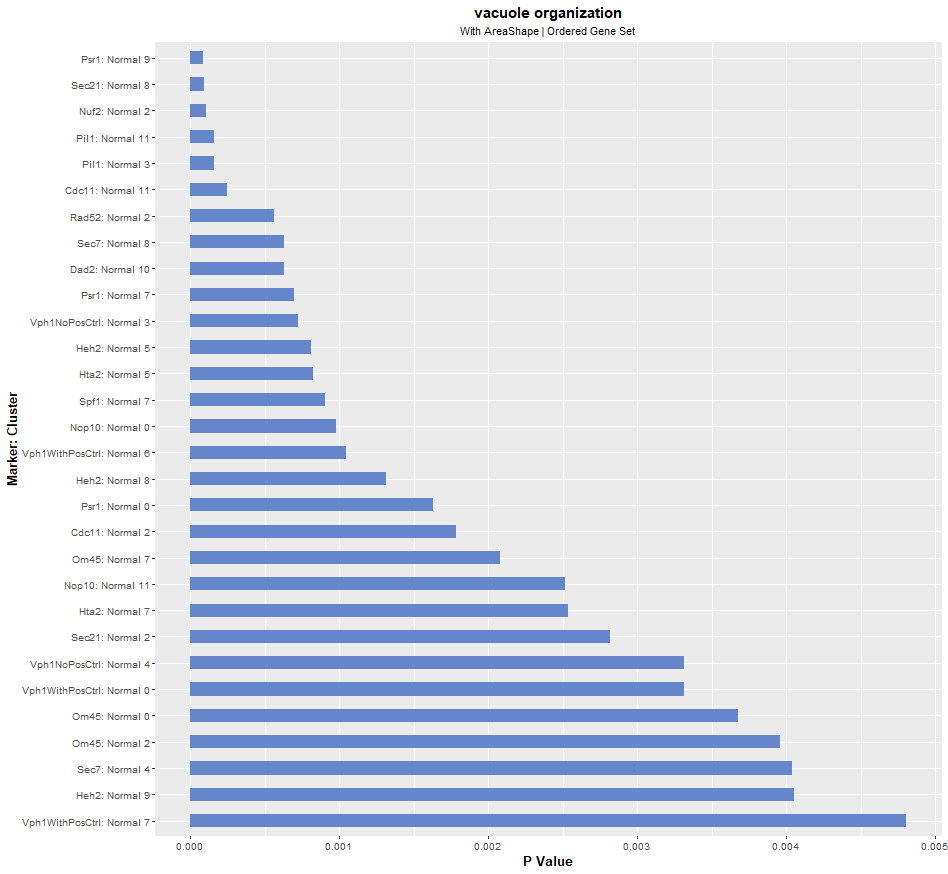 vacuole organization
With AreaShape | Ordered Gene Set
Marker: Cluster
Psr1: Normal 9
Sec21: Normal 8
Nuf2: Normal 2
Pil1: Normal 11
Pil1: Normal 3
Cdc11: Normal 11
Rad52: Normal 2
Sec7: Normal 8
Dad2: Normal 10
Psr1: Normal 7
Vph1NoPosCtrl: Normal 3
Heh2: Normal 5
Hta2: Normal 5
Spf1: Normal 7
Nop10: Normal 0
Vph1WithPosCtrl: Normal 6
Heh2: Normal 8
Psr1: Normal 0
Cdc11: Normal 2
Om45: Normal 7
Nop10: Normal 11
Hta2: Normal 7
Sec21: Normal 2
Vph1NoPosCtrl: Normal 4
Vph1WithPosCtrl: Normal 0
Om45: Normal 0
Om45: Normal 2
Sec7: Normal 4
Heh2: Normal 9
Vph1WithPosCtrl: Normal 7
0.000 0.001 0.002 0.003 0.004 0.005
P Value